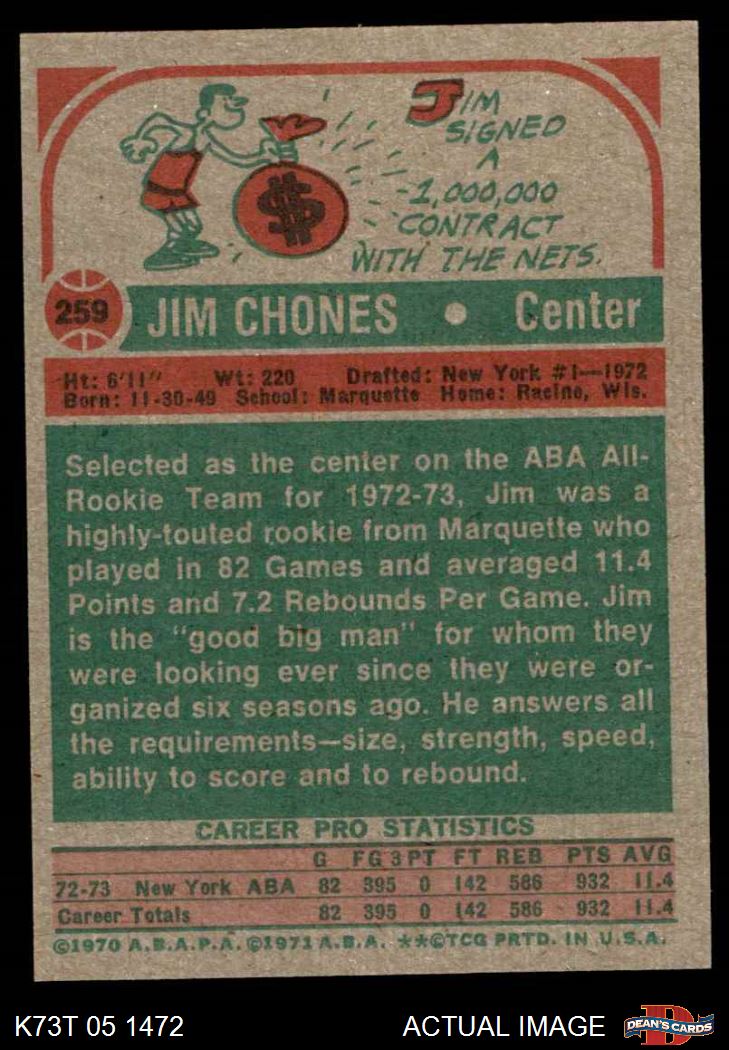 JIM
SIGNED
A
1,000,000
CONTRACT
WITH THE NETS.
$
259 JIM CHONES • Center
Ht: 6'11" Wt: 220 Drafted: New York #1—1972
Born: 11-30-49 School: Marquette Home: Racine, Wis.
Selected as the center on the ABA All-
Rookie Team for 1972-73, Jim was a
highly-touted rookie from Marquette who
played in 82 Games and averaged 11.4
Points and 7.2 Rebounds Per Game. Jim
is the "good big man" for whom they
were looking ever since they were or-
ganized six seasons ago. He answers all
the requirements—size, strength, speed,
ability to score and to rebound.
CAREER PRO STATISTICS
G FG 3PT FT REB PTS AVG
72-73 New York ABA 82 395 0 142 586 932 11.4
Career Totals 82 395 0 142 586 932 11.4
©1970 A.B.A.P.A. ©1971 A.B.A. **©TCG PRTD. IN U.S.A.
K73T 05 1472 ACTUAL IMAGE D DEAN'S CARDS